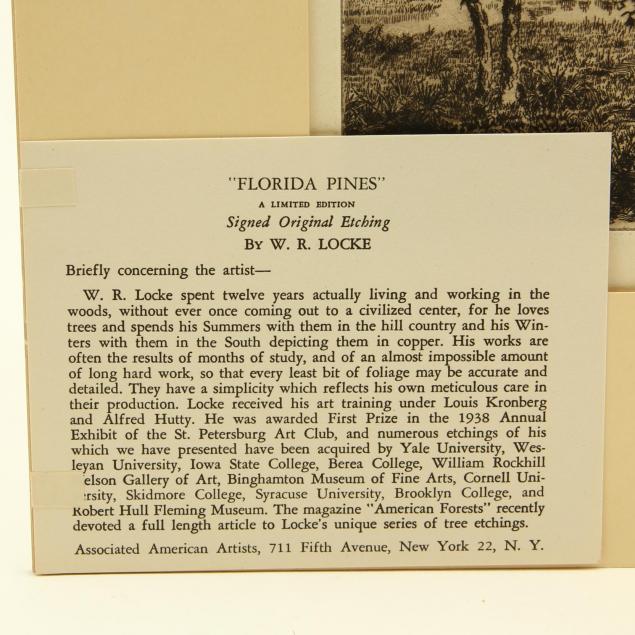 "FLORIDA PINES"
A LIMITED EDITION
Signed Original Etching
BY W. R. LOCKE
Briefly concerning the artist—
W. R. Locke spent twelve years actually living and working in the
woods, without ever once coming out to a civilized center, for he loves
trees and spends his Summers with them in the hill country and his Win-
ters with them in the South depicting them in copper. His works are
often the results of months of study, and of an almost impossible amount
of long hard work, so that every least bit of foliage may be accurate and
detailed. They have a simplicity which reflects his own meticulous care in
their production. Locke received his art training under Louis Kronberg
and Alfred Hutty. He was awarded First Prize in the 1938 Annual
Exhibit of the St. Petersburg Art Club, and numerous etchings of his
which we have presented have been acquired by Yale University, Wes-
leyan University, Iowa State College, Berea College, William Rockhill
elson Gallery of Art, Binghamton Museum of Fine Arts, Cornell Uni-
rsity, Skidmore College, Syracuse University, Brooklyn College, and
Robert Hull Fleming Museum. The magazine "American Forests" recently
devoted a full length article to Locke's unique series of tree etchings.
Associated American Artists, 711 Fifth Avenue, New York 22, N. Y.